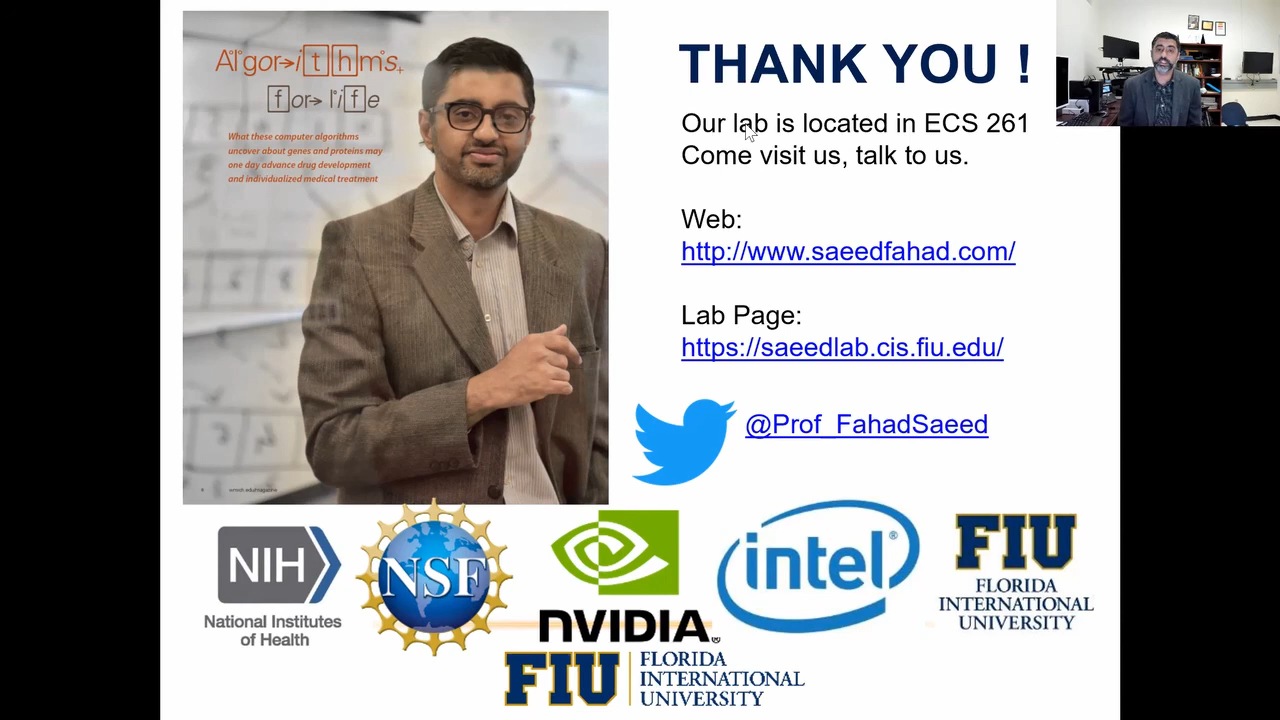 Algorithms
for life
What these computer algorithms
uncover about genes and proteins may
one day advance drug development
and individualized medical treatment
THANK YOU !
Our lab is located in ECS 261
Come visit us, talk to us.
Web:
http://www.saeedfahad.com/
Lab Page:
https://saeedlab.cis.fiu.edu/
@Prof_FahadSaeed
NIH
National Institutes
of Health
NSF
NVIDIA
intel®
FIU
FLORIDA
INTERNATIONAL
UNIVERSITY
FIU
FLORIDA
INTERNATIONAL
UNIVERSITY